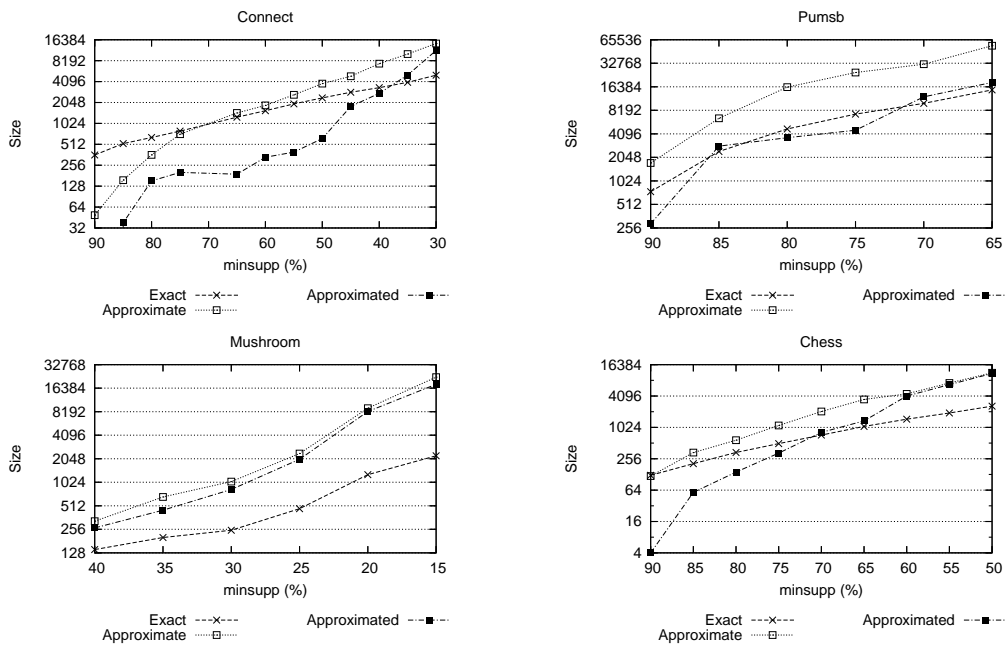 Connect
16384
8192
4096
2048
1024
512
256
128
64
32
Size
90 80 70 60 50 40 30
minsupp (%)
Exact
Approximate
Approximated
Pumsb
65536
32768
16384
8192
4096
2048
1024
512
256
Size
90 85 80 75 70 65
minsupp (%)
Exact
Approximate
Approximated
Mushroom
32768
16384
8192
4096
2048
1024
512
256
128
Size
40 35 30 25 20 15
minsupp (%)
Exact
Approximate
Approximated
Chess
16384
4096
1024
256
64
16
4
Size
90 85 80 75 70 65 60 55 50
minsupp (%)
Exact
Approximate
Approximated